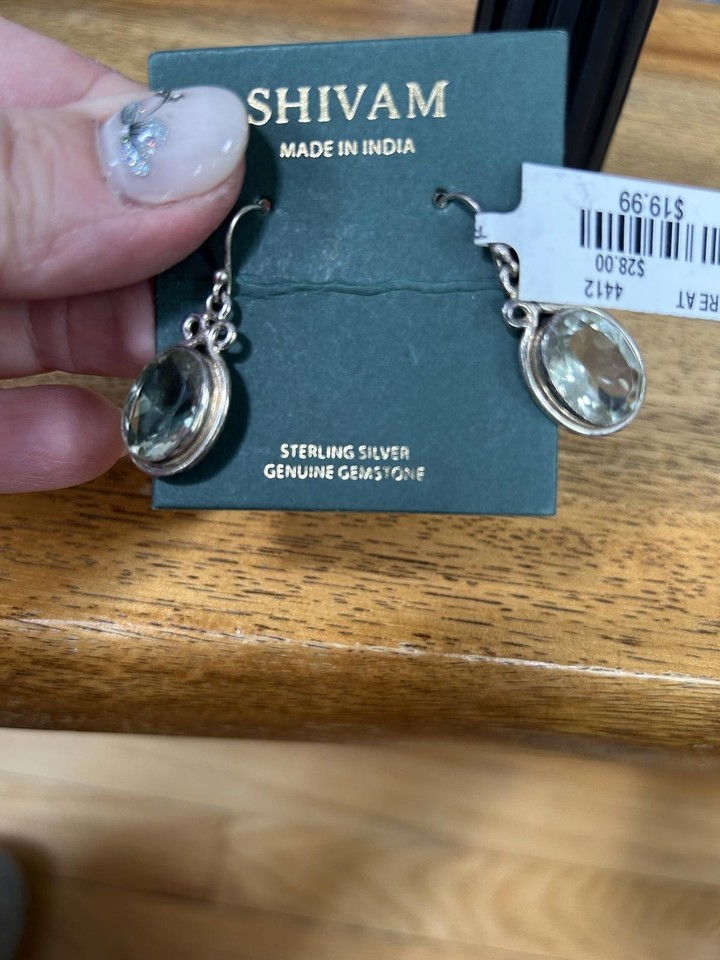 SHIVAM
MADE IN INDIA
STERLING SILVER
GENUINE GEMSTONE
4412
$28.00
$19.99